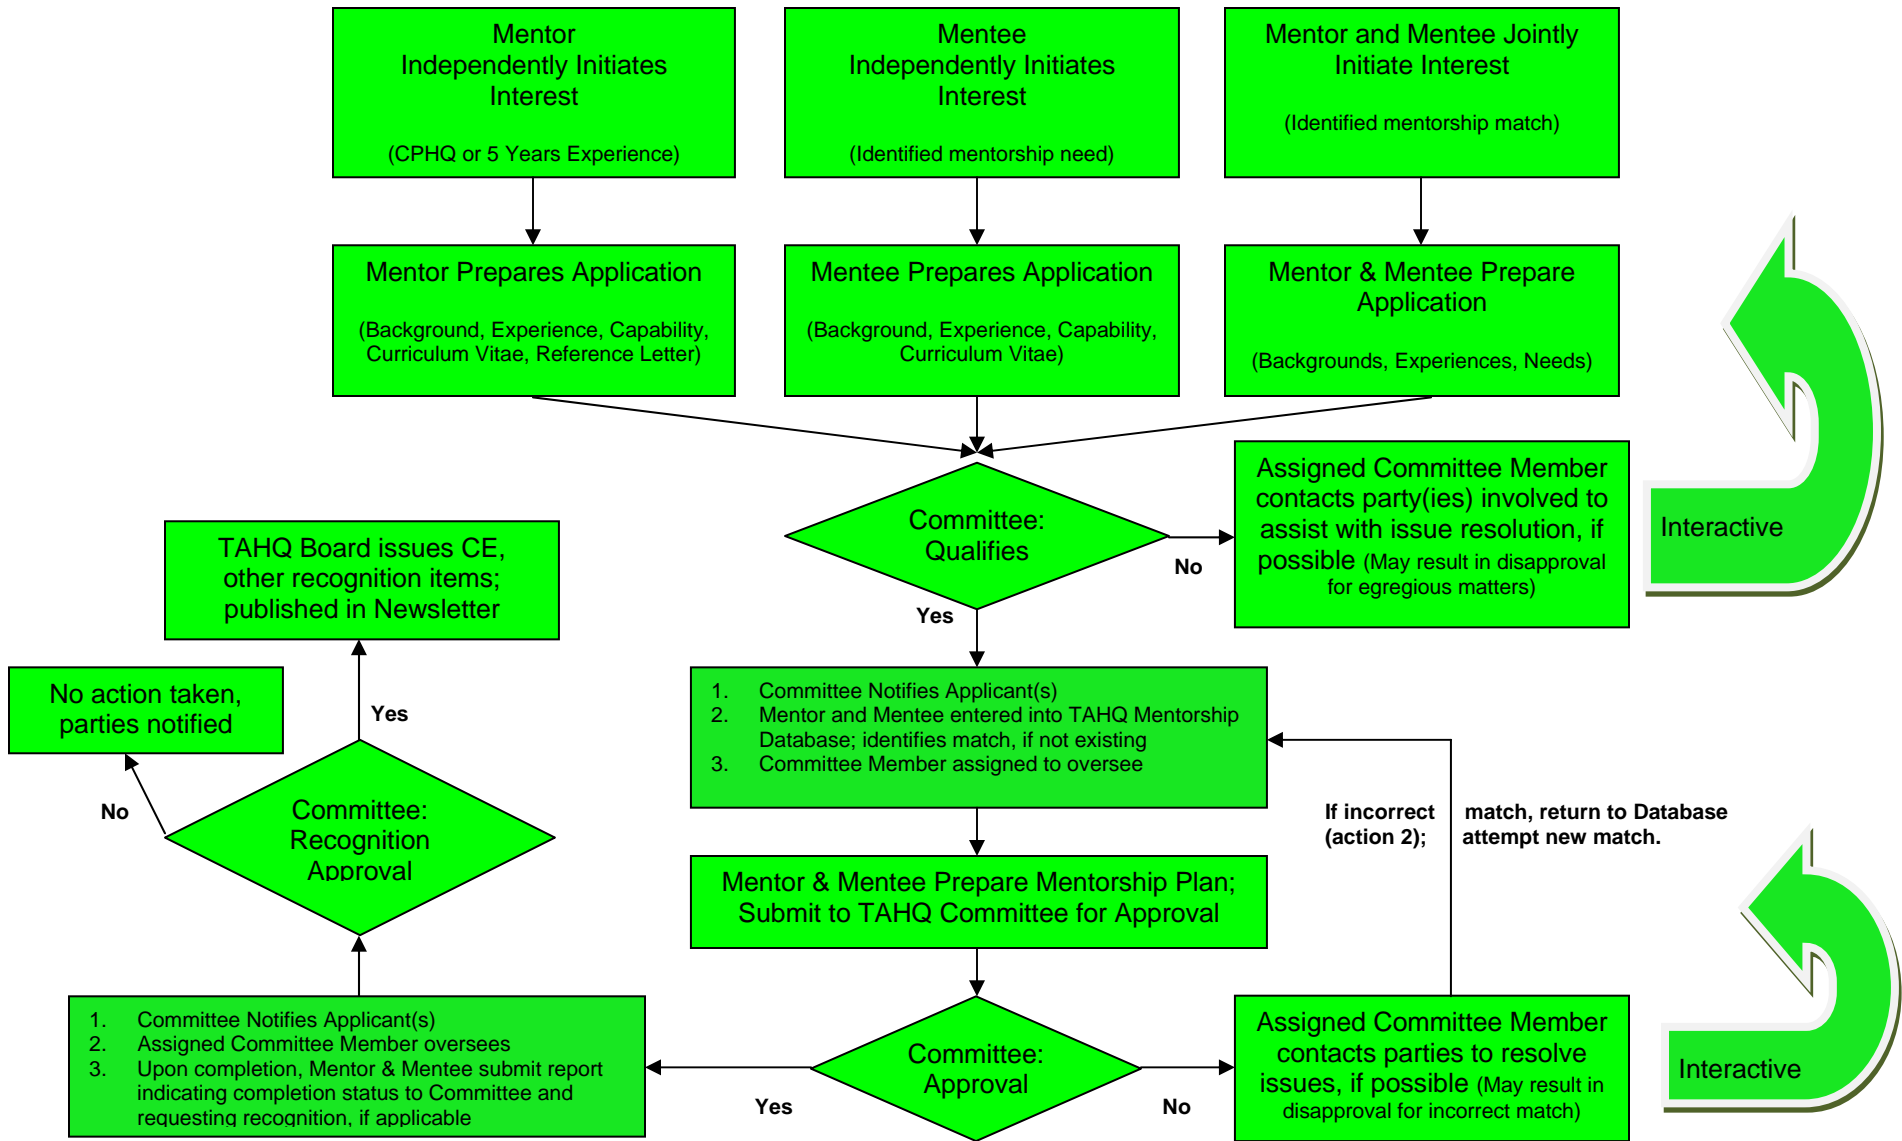 Mentor
Independently Initiates
Interest
(CPHQ or 5 Years Experience)
Mentee
Independently Initiates
Interest
(Identified mentorship need)
Mentor and Mentee Jointly
Initiate Interest
(Identified mentorship match)
Mentor Prepares Application
(Background, Experience, Capability,
Curriculum Vitae, Reference Letter)
Mentee Prepares Application
(Background, Experience, Capability,
Curriculum Vitae)
Mentor & Mentee Prepare
Application
(Backgrounds, Experiences, Needs)
Committee:
Qualifies
No
Yes
Assigned Committee Member
contacts party(ies) involved to
assist with issue resolution, if
possible (May result in disapproval
for egregious matters)
Interactive
TAHQ Board issues CE,
other recognition items;
published in Newsletter
No action taken,
parties notified
Yes
No
Committee:
Recognition
Approval
1. Committee Notifies Applicant(s)
2. Mentor and Mentee entered into TAHQ Mentorship
Database; identifies match, if not existing
3. Committee Member assigned to oversee
If incorrect match, return to Database
(action 2); attempt new match.
Mentor & Mentee Prepare Mentorship Plan;
Submit to TAHQ Committee for Approval
1. Committee Notifies Applicant(s)
2. Assigned Committee Member oversees
3. Upon completion, Mentor & Mentee submit report
indicating completion status to Committee and
requesting recognition, if applicable
Yes
Committee:
Approval
No
Assigned Committee Member
contacts parties to resolve
issues, if possible (May result in
disapproval for incorrect match)
Interactive